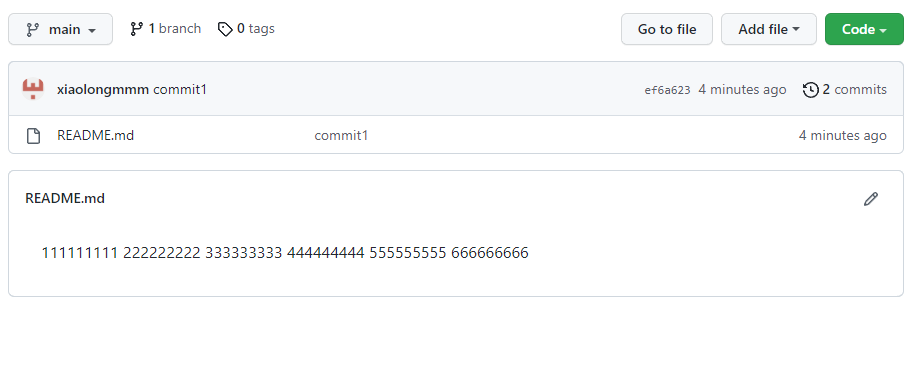 main 1 branch 0 tags Go to file Add file Code
xiaolongmmm commit1 ef6a623 4 minutes ago 2 commits
README.md commit1 4 minutes ago
README.md
111111111 222222222 333333333 444444444 555555555 666666666